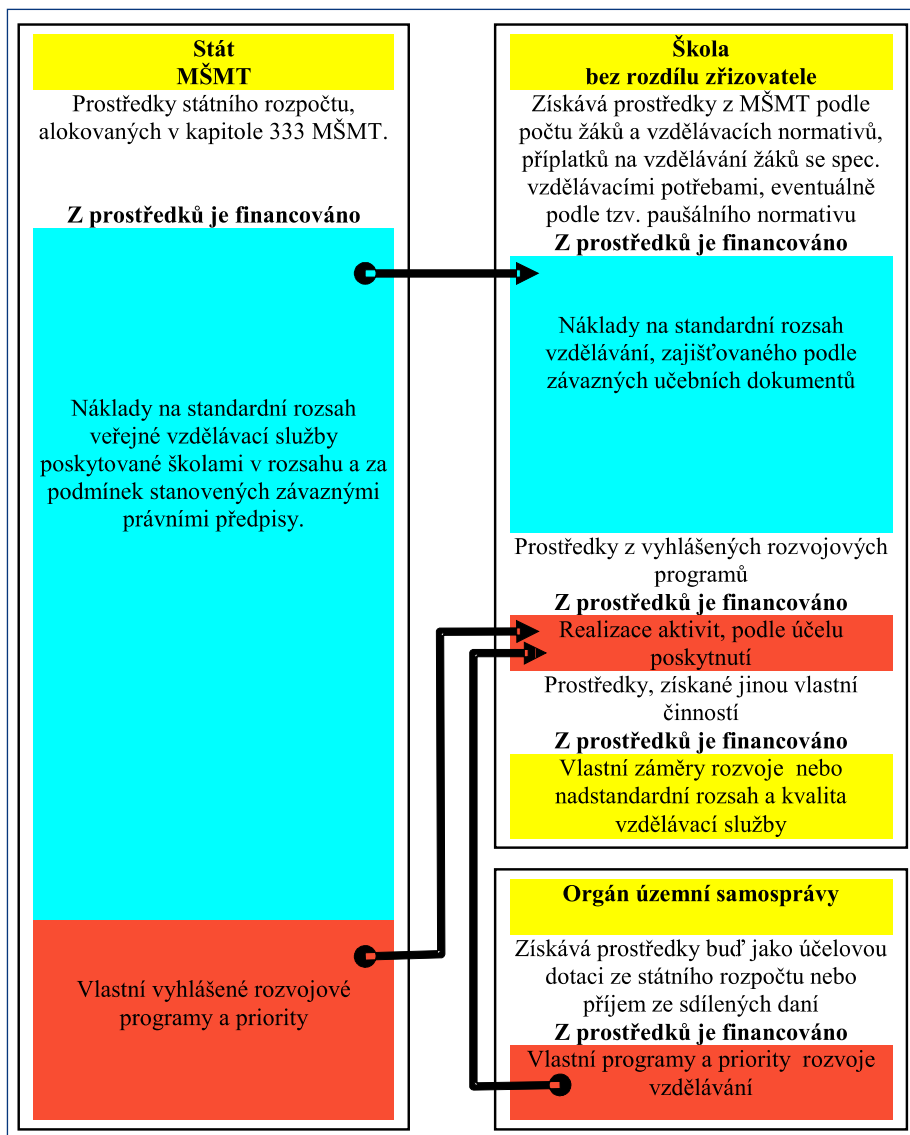 Stát
MŠMT
Prostředky státního rozpočtu,
alokovaných v kapitole 333 MŠMT.
Z prostředků je financováno
Náklady na standardní rozsah
veřejné vzdělávací služby
poskytované školami v rozsahu a za
podmínek stanovených závaznými
právními předpisy.
Vlastní vyhlášené rozvojové
programy a priority
Škola
bez rozdílu zřizovatele
Získává prostředky z MŠMT podle
počtu žáků a vzdělávacích normativů,
příplatků na vzdělávání žáků se spec.
vzdělávacími potřebami, eventuálně
podle tzv. paušálního normativu
Z prostředků je financováno
Náklady na standardní rozsah
vzdělávání, zajišťovaného podle
závazných učebních dokumentů
Prostředky z vyhlášených rozvojových
programů
Z prostředků je financováno
Realizace aktivit, podle účelu
poskytnutí
Prostředky, získané jinou vlastní
činností
Z prostředků je financováno
Vlastní záměry rozvoje nebo
nadstandardní rozsah a kvalita
vzdělávací služby
Orgán územní samosprávy
Získává prostředky buď jako účelovou
dotaci ze státního rozpočtu nebo
příjem ze sdílených daní
Z prostředků je financováno
Vlastní programy a priority rozvoje
vzdělávání